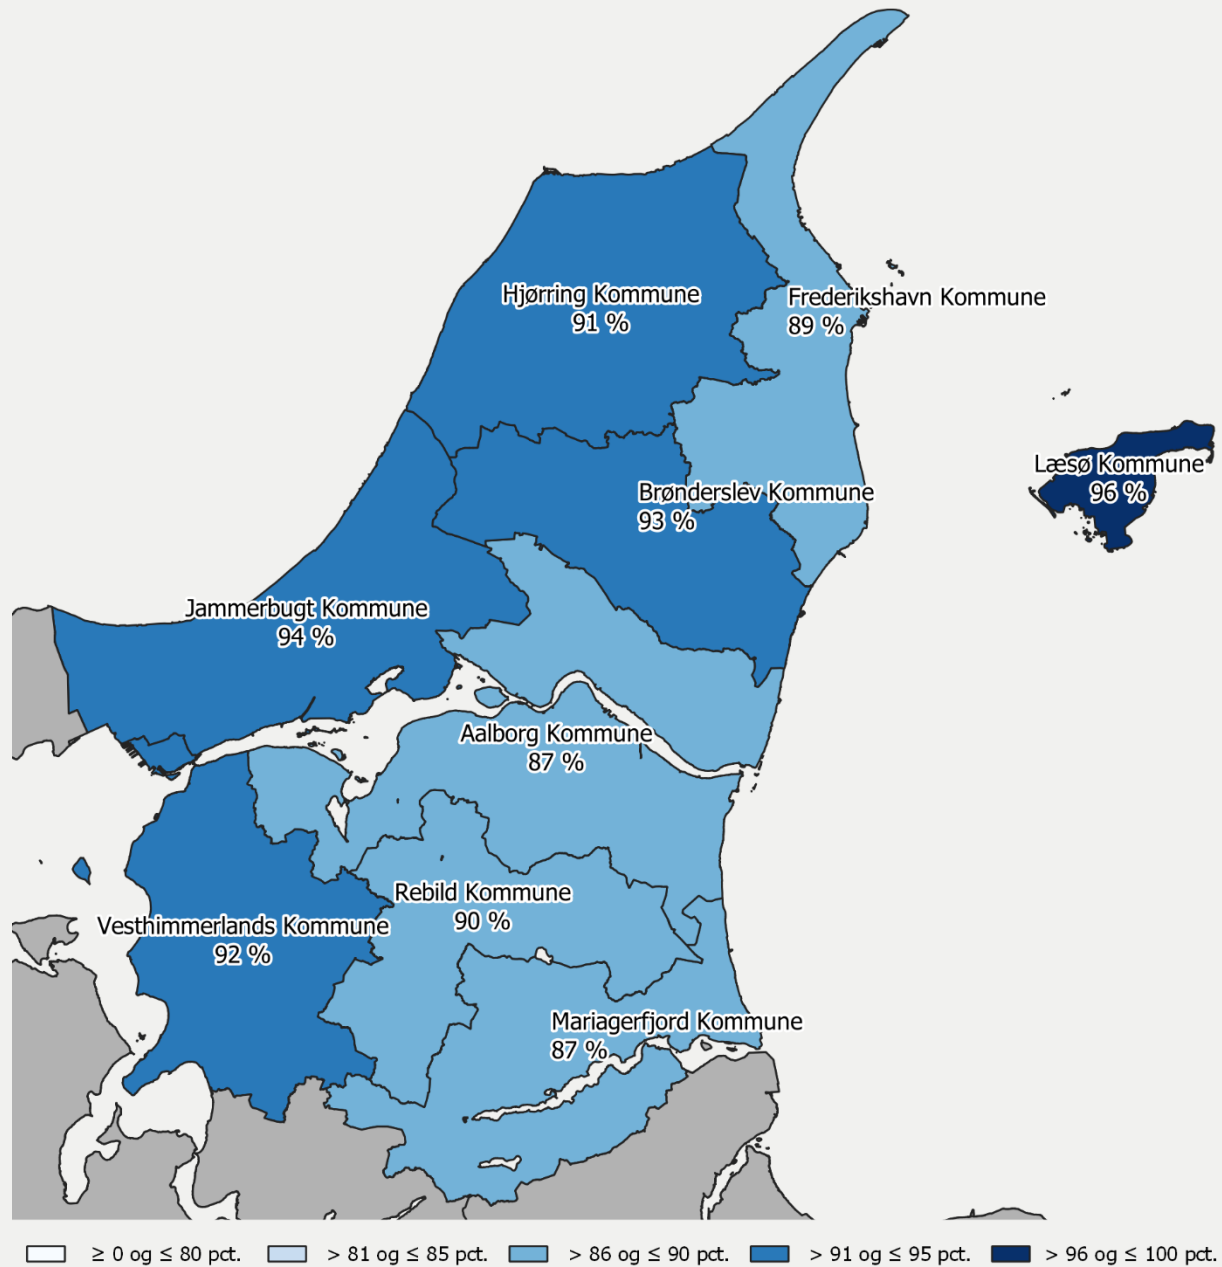 Hjørring Kommune
91 %
Frederikshavn Kommune
89 %
Læsø Kommune
96 %
Brønderslev Kommune
93 %
Jammerbugt Kommune
94 %
Aalborg Kommune
87 %
Rebild Kommune
90 %
Vesthimmerlands Kommune
92 %
Mariagerfjord Kommune
87 %
≥ 0 og ≤ 80 pct.
> 81 og ≤ 85 pct.
> 86 og ≤ 90 pct.
> 91 og ≤ 95 pct.
> 96 og ≤ 100 pct.